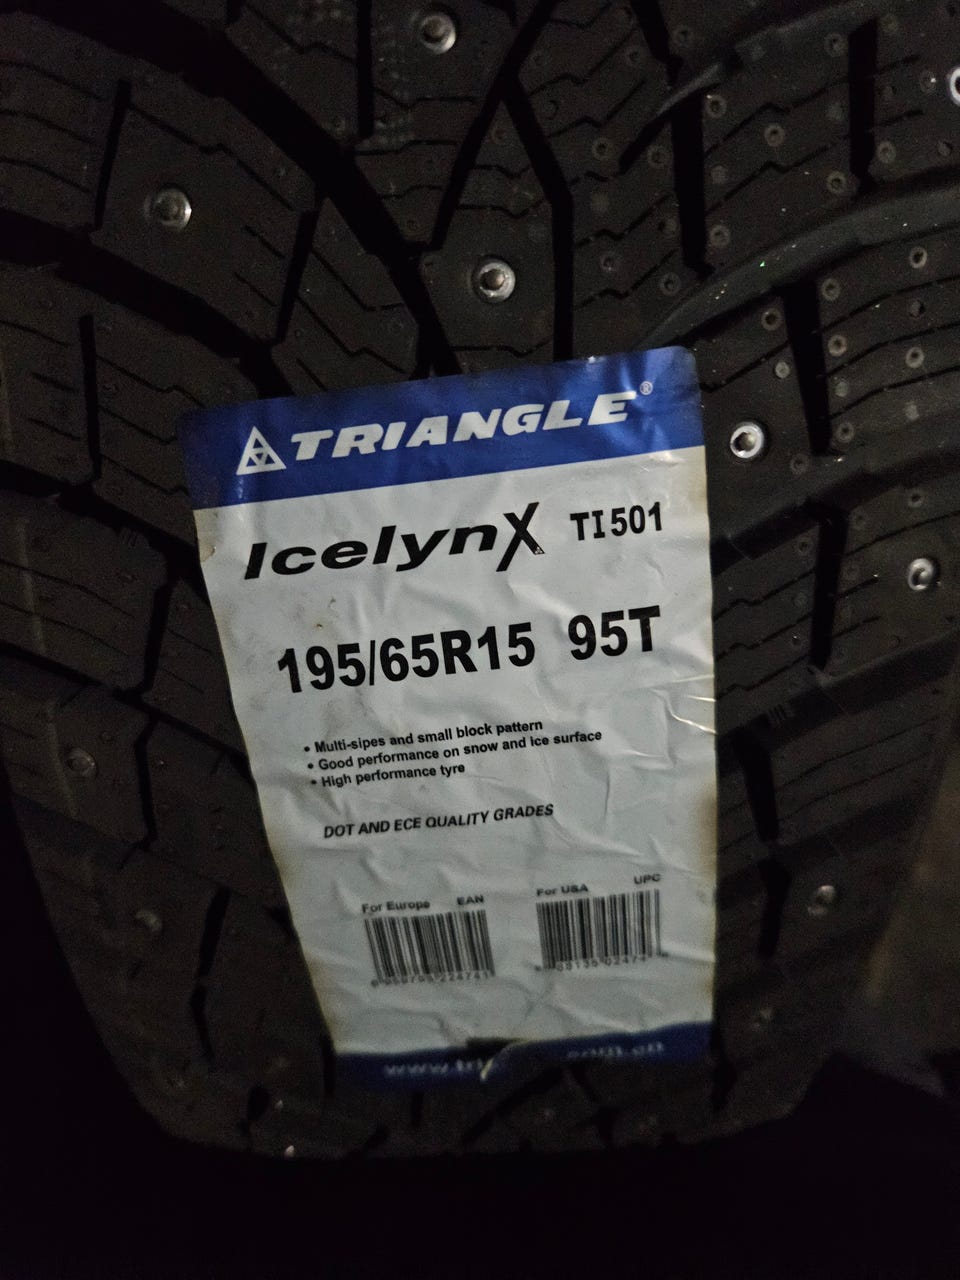 TRIANGLE®
IcelynX TI501
195/65R15 95T
• Multi-sipes and small block pattern
• Good performance on snow and ice surface
• High performance tyre
DOT AND ECE QUALITY GRADES
For Europe EAN
For USA UPC